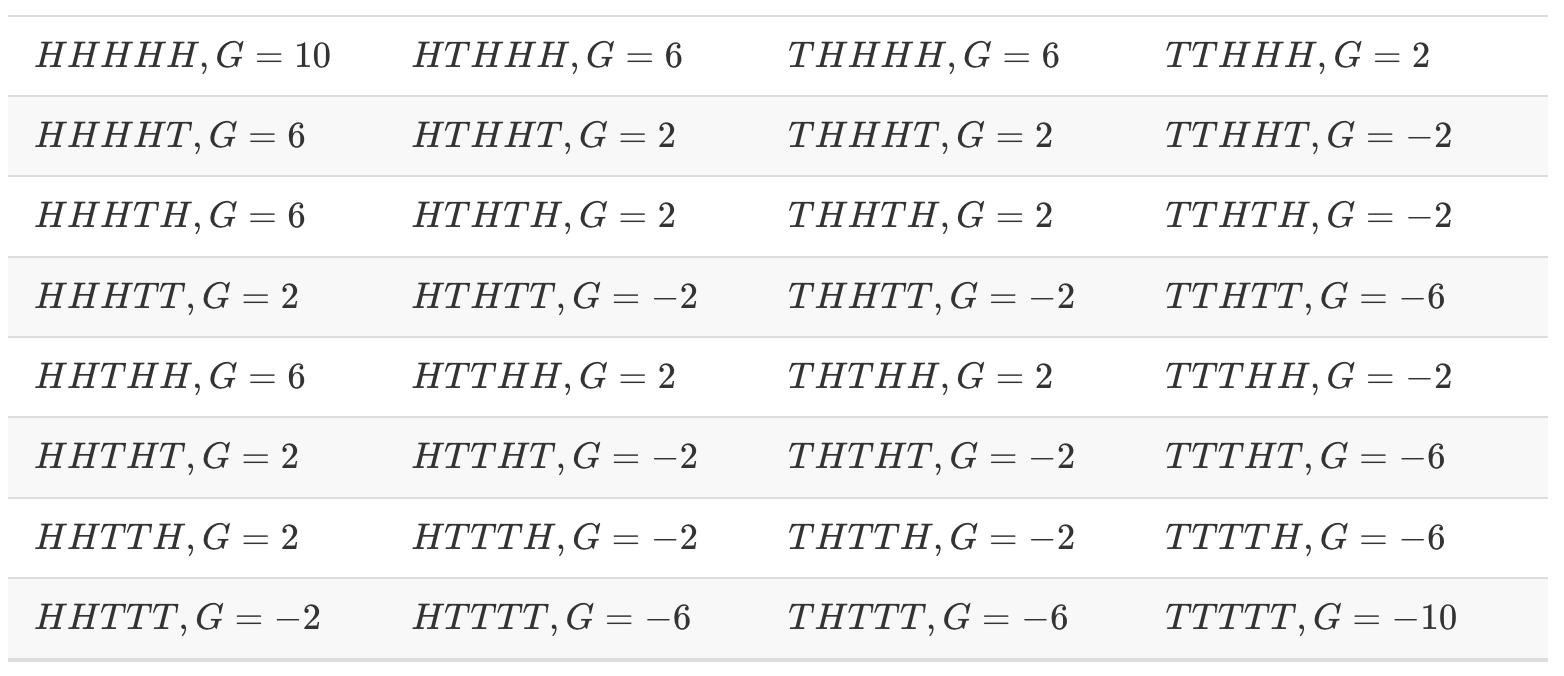 HHHHH, G = 10 HTHHH, G = 6 THHHH, G = 6 TTHHH, G = 2
HHHHT, G = 6 HTHHT, G = 2 THHHT, G = 2 TTHHT, G = −2
HHHTH, G = 6 HTHTH, G = 2 THHTH, G = 2 TTHTH, G = −2
HHHTT, G = 2 HTHTT, G = −2 THHTT, G = −2 TTHTT, G = −6
HHTHH, G = 6 HTTHH, G = 2 THTHH, G = 2 TTTHH, G = −2
HHTHT, G = 2 HTTHT, G = −2 THTHT, G = −2 TTTHT, G = −6
HHTTH, G = 2 HTTTH, G = −2 THTTH, G = −2 TTTTH, G = −6
HHTTT, G = −2 HTTTT, G = −6 THTTT, G = −6 TTTTT, G = −10